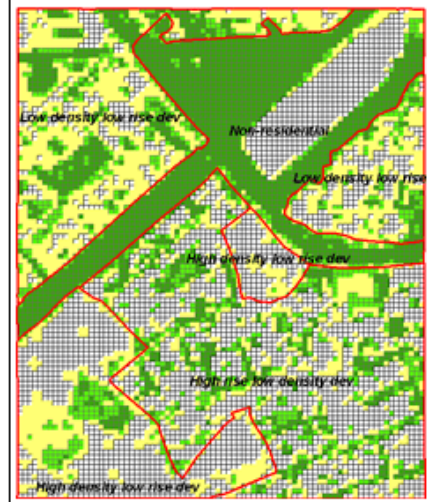 Low density low rise dev
Non-residential
Low density low rise
High density low rise dev
High rise low density dev
High density low rise dev